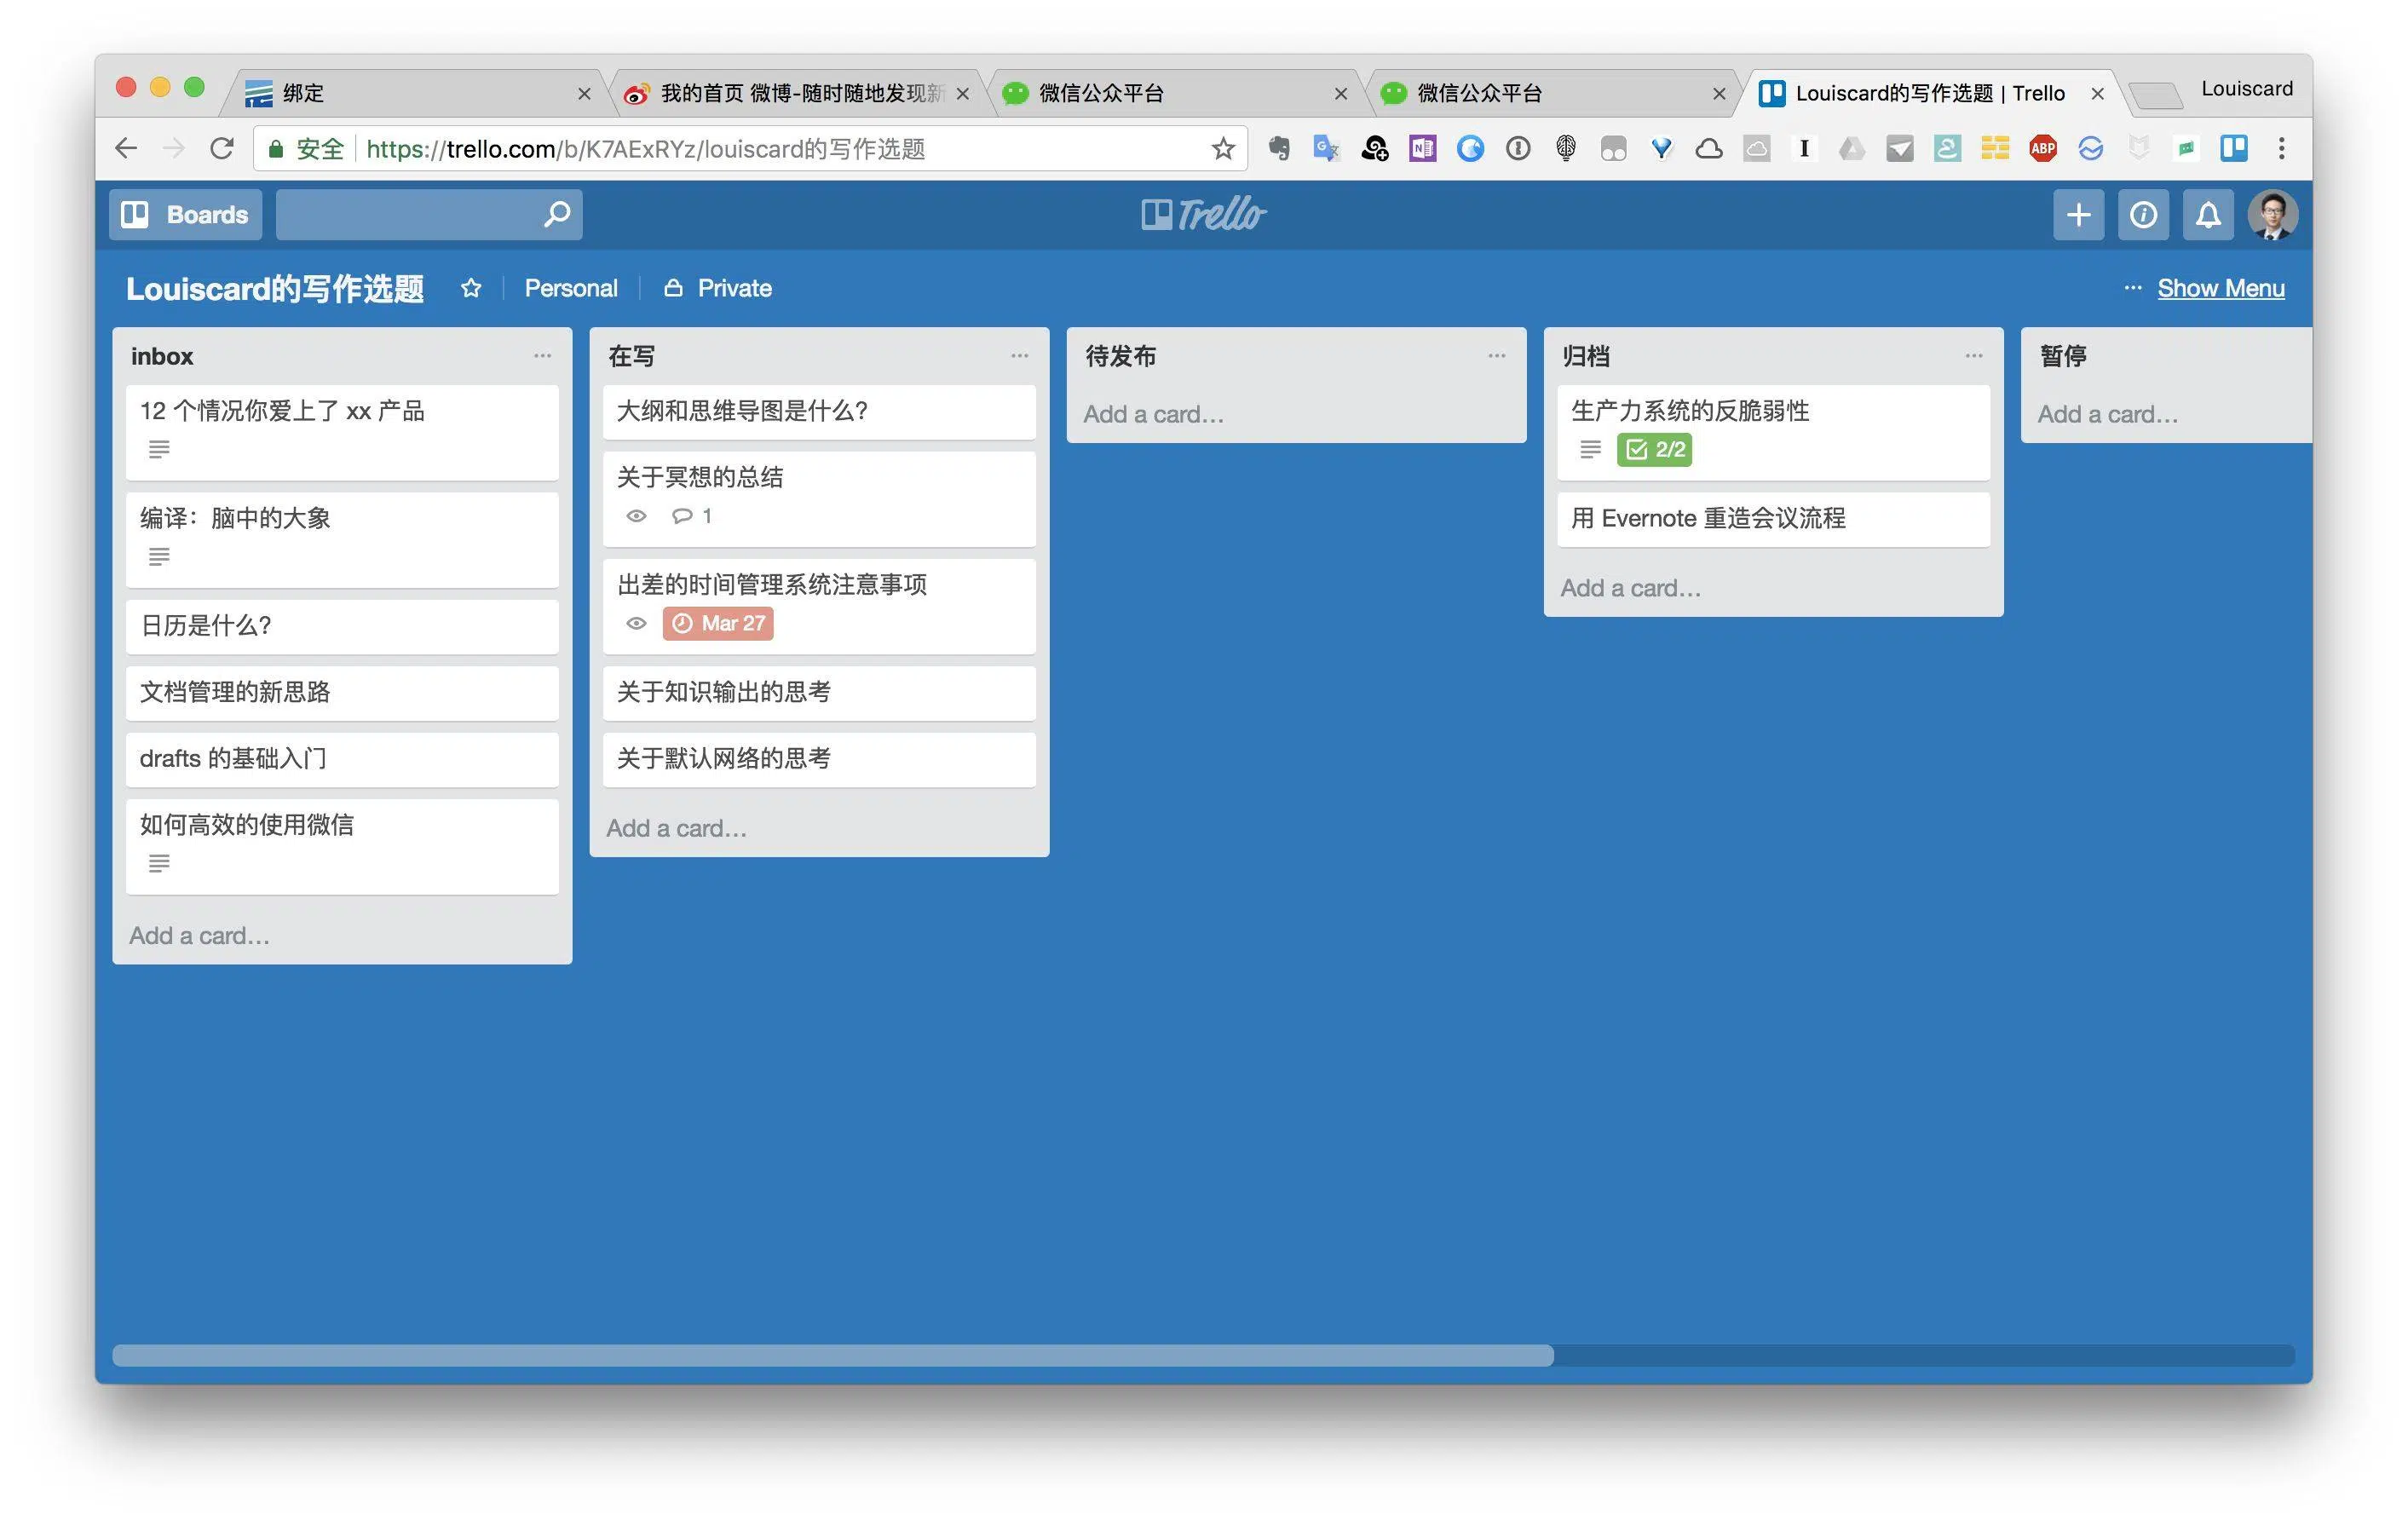 绑定
我的首页 微博-随时随地发现新
微信公众平台
微信公众平台
Louiscard的写作选题 | Trello
Louiscard
安全
https://trello.com/b/K7AExRYz/louiscard的写作选题
ABP
Boards
Trello
Louiscard的写作选题
Personal
Private
Show Menu
inbox
12 个情况你爱上了 xx 产品
编译：脑中的大象
日历是什么？
文档管理的新思路
drafts 的基础入门
如何高效的使用微信
Add a card…
在写
大纲和思维导图是什么？
关于冥想的总结
1
出差的时间管理系统注意事项
Mar 27
关于知识输出的思考
关于默认网络的思考
Add a card…
待发布
Add a card…
归档
生产力系统的反脆弱性
2/2
用 Evernote 重造会议流程
Add a card…
暂停
Add a card…